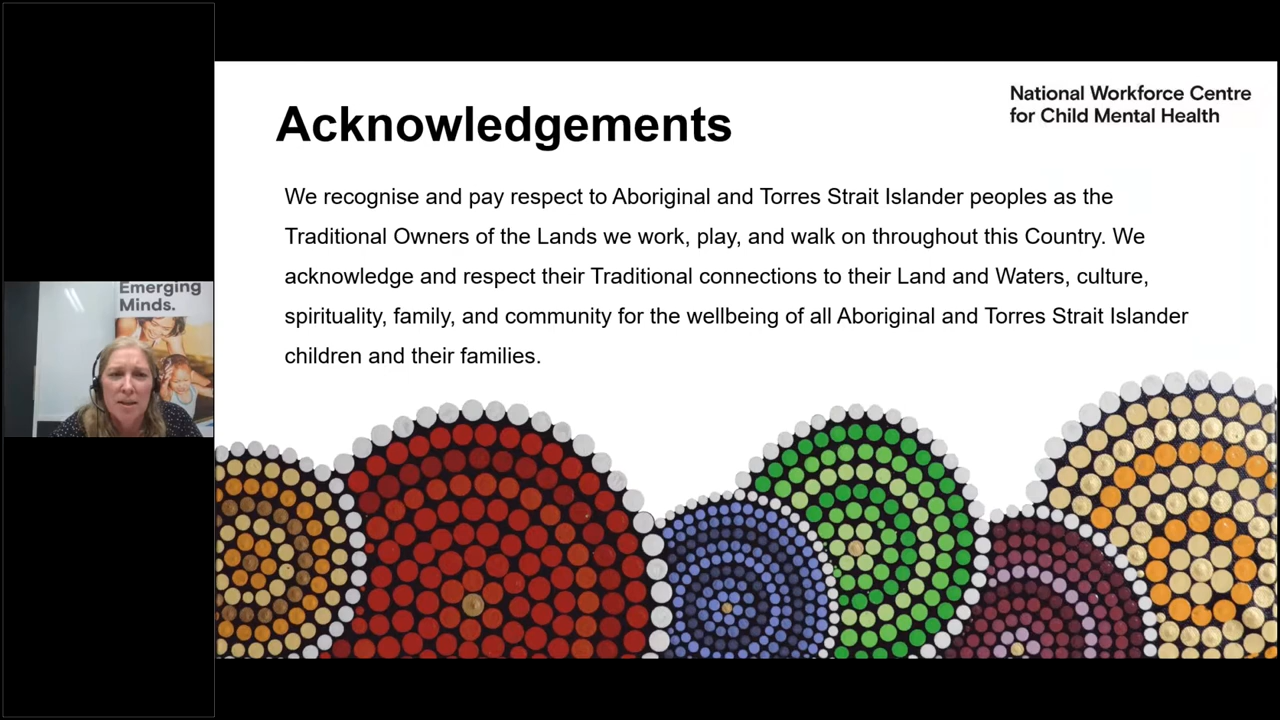 Acknowledgements
National Workforce Centre
for Child Mental Health
We recognise and pay respect to Aboriginal and Torres Strait Islander peoples as the
Traditional Owners of the Lands we work, play, and walk on throughout this Country. We
acknowledge and respect their Traditional connections to their Land and Waters, culture,
spirituality, family, and community for the wellbeing of all Aboriginal and Torres Strait Islander
children and their families.
Emerging
Minds.